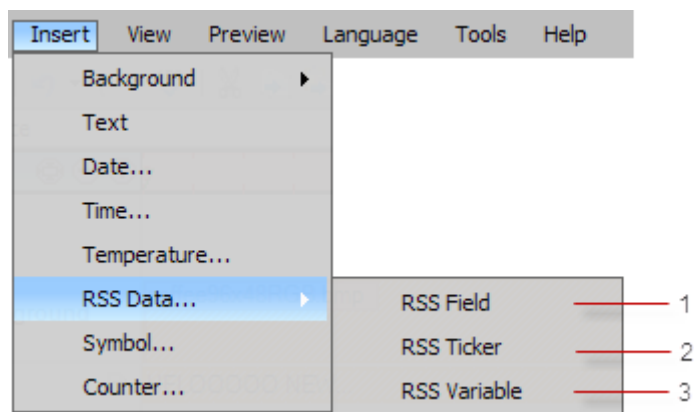 Insert View Preview Language Tools Help
Background
Text
Date...
Time...
Temperature...
RSS Data...
RSS Field 1
Symbol...
RSS Ticker 2
Counter...
RSS Variable 3